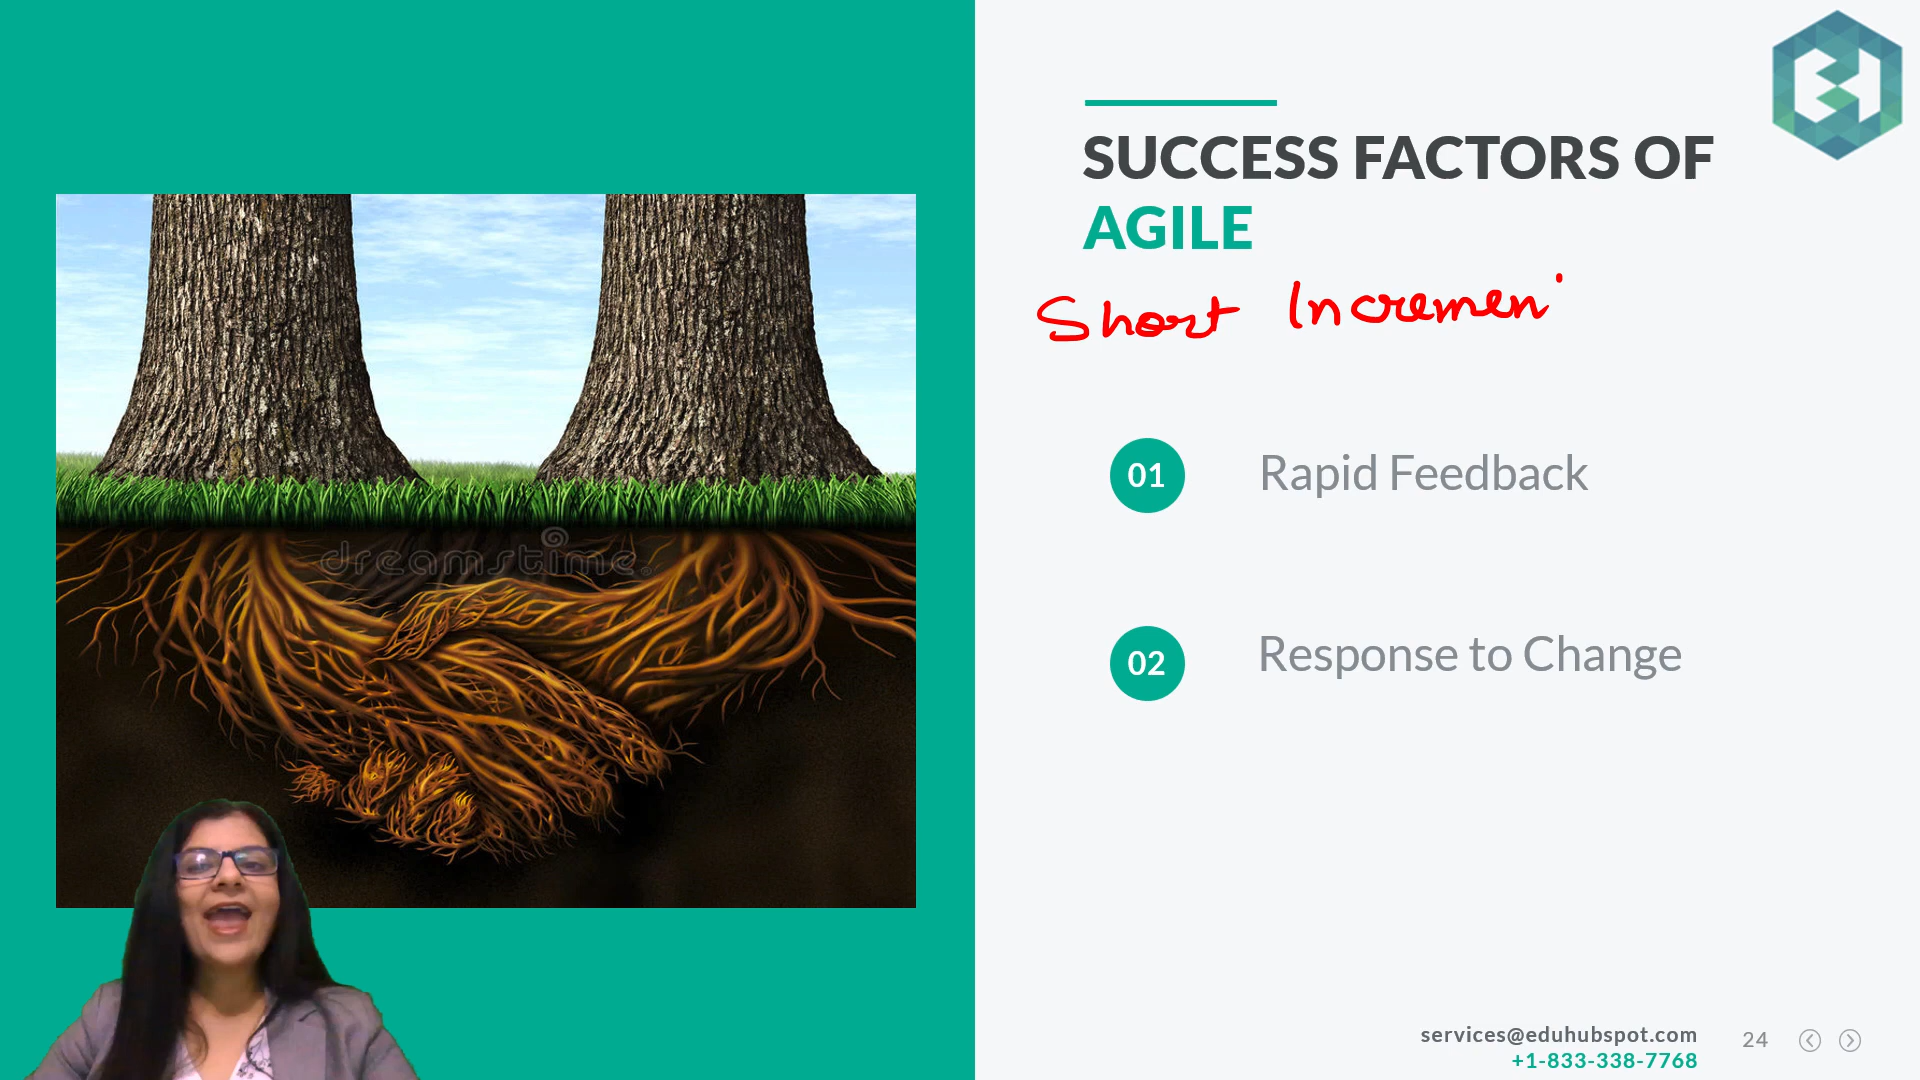 SUCCESS FACTORS OF
AGILE
Short Incremen
01 Rapid Feedback
dreamstime.
02 Response to Change
services@eduhubspot.com
+1-833-338-7768
24